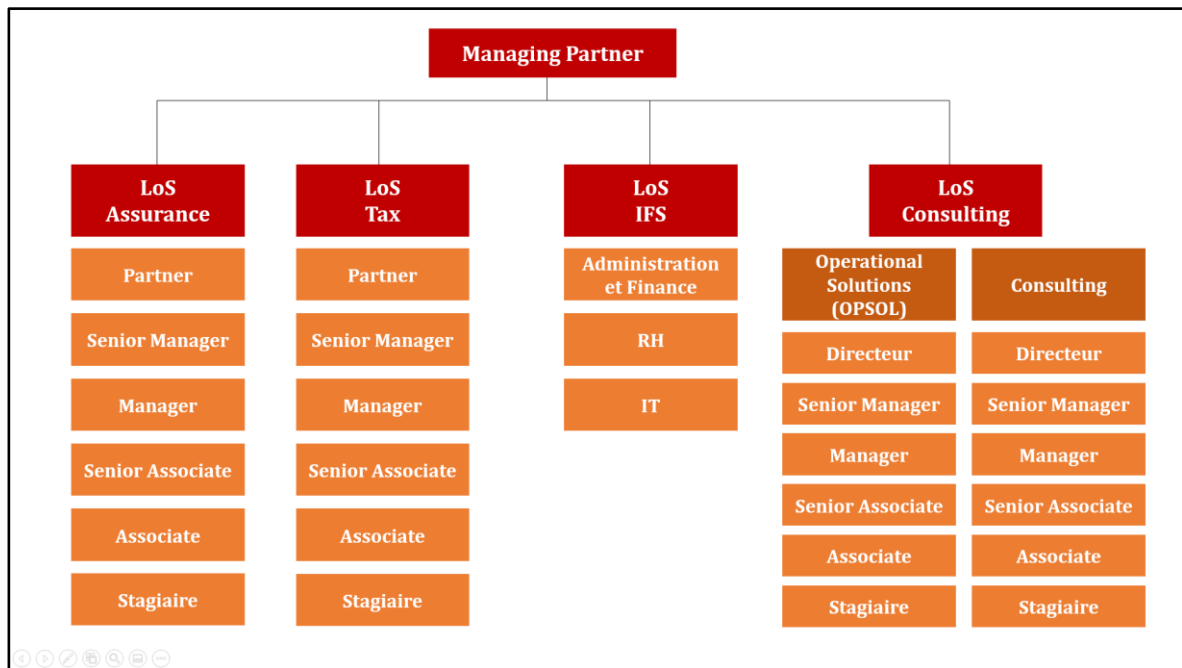 Managing Partner
LoS
Assurance
Partner
Senior Manager
Manager
Senior Associate
Associate
Stagiaire
LoS
Tax
Partner
Senior Manager
Manager
Senior Associate
Associate
Stagiaire
LoS
IFS
Administration
et Finance
RH
IT
LoS
Consulting
Operational
Solutions
(OPSOL)
Directeur
Senior Manager
Manager
Senior Associate
Associate
Stagiaire
Consulting
Directeur
Senior Manager
Manager
Senior Associate
Associate
Stagiaire